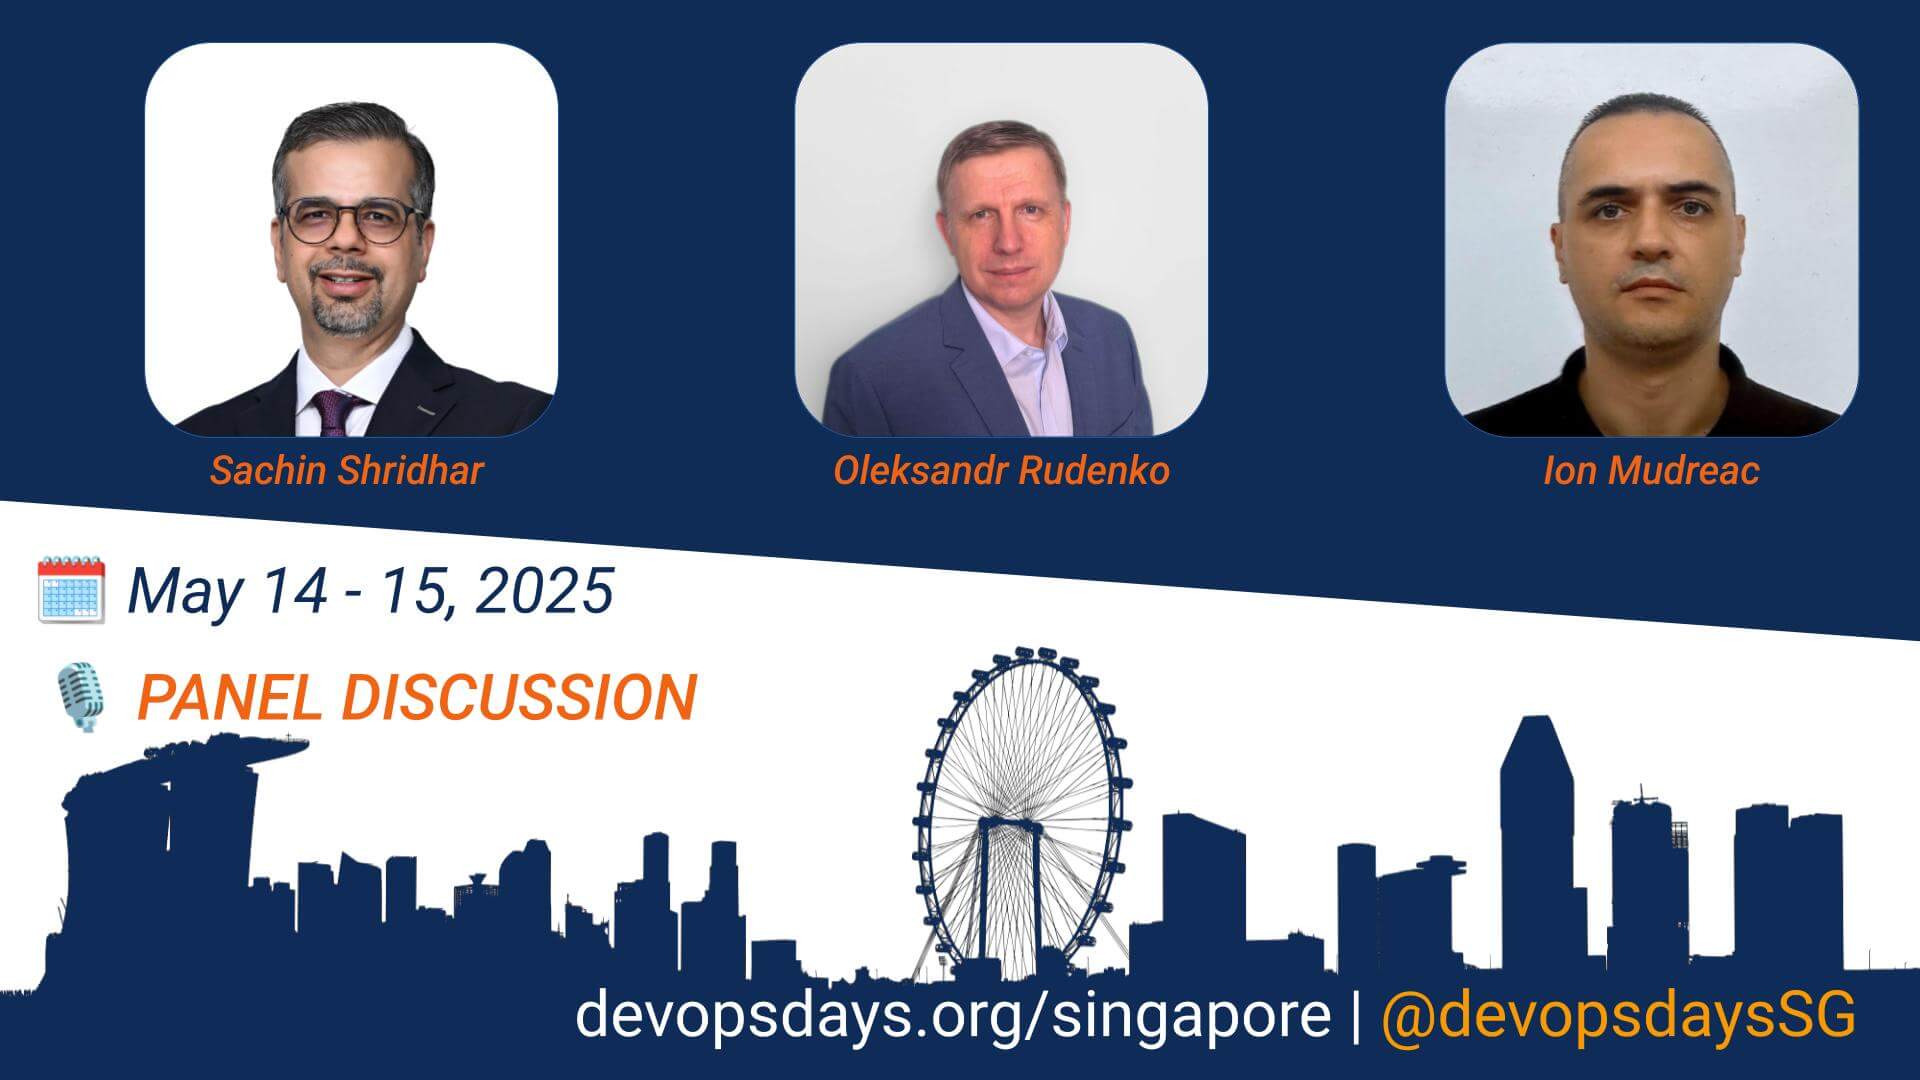 Sachin Shridhar
Oleksandr Rudenko
Ion Mudreac
May 14 - 15, 2025
PANEL DISCUSSION
devopsdays.org/singapore | @devopsdaysSG